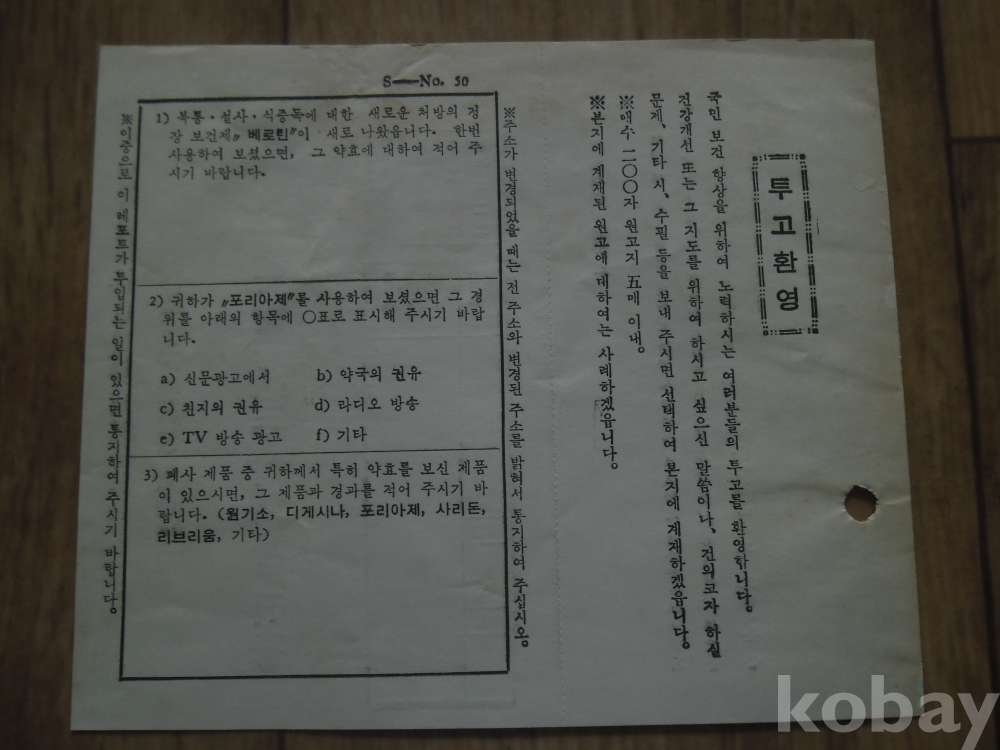 투고환영
국민 보건 향상을 위하여 노력하시는 여러분들의 투고를 환영합니다.
건강개선 또는 그 지도를 위하여 하시고 싶으신 말씀이나, 건의코자 하실
문제, 기타 시, 수필 등을 보내 주시면 선택하여 본지에 게재하겠읍니다.
※매수 二○○자 원고지 五매 이내.
※본지에 게재된 원고에 대하여는 사례하겠읍니다.
※주소가 변경되었을 때는 전 주소와 변경된 주소를 밝혀서 통지하여 주십시오.
S—No. 50
1) 복통·설사·식중독에 대한 새로운 처방의 경
장 보건제 „베로린”이 새로 나왔읍니다. 한번
사용하여 보셨으면, 그 약효에 대하여 적어 주
시기 바랍니다.
2) 귀하가 „포리아제”를 사용하여 보셨으면 그 경
위를 아래의 항목에 ○표로 표시해 주시기 바랍
니다.
a) 신문광고에서 b) 약국의 권유
c) 친지의 권유 d) 라디오 방송
e) TV 방송 광고 f) 기타
3) 폐사 제품 중 귀하께서 특히 약효를 보신 제품
이 있으시면, 그 제품과 경과를 적어 주시기 바
랍니다. (원기소, 디게시나, 포리아제, 사리돈,
리브리움, 기타)
※이중으로 이 레포트가 투입되는 일이 있으면 통지하여 주시기 바랍니다.
kobay